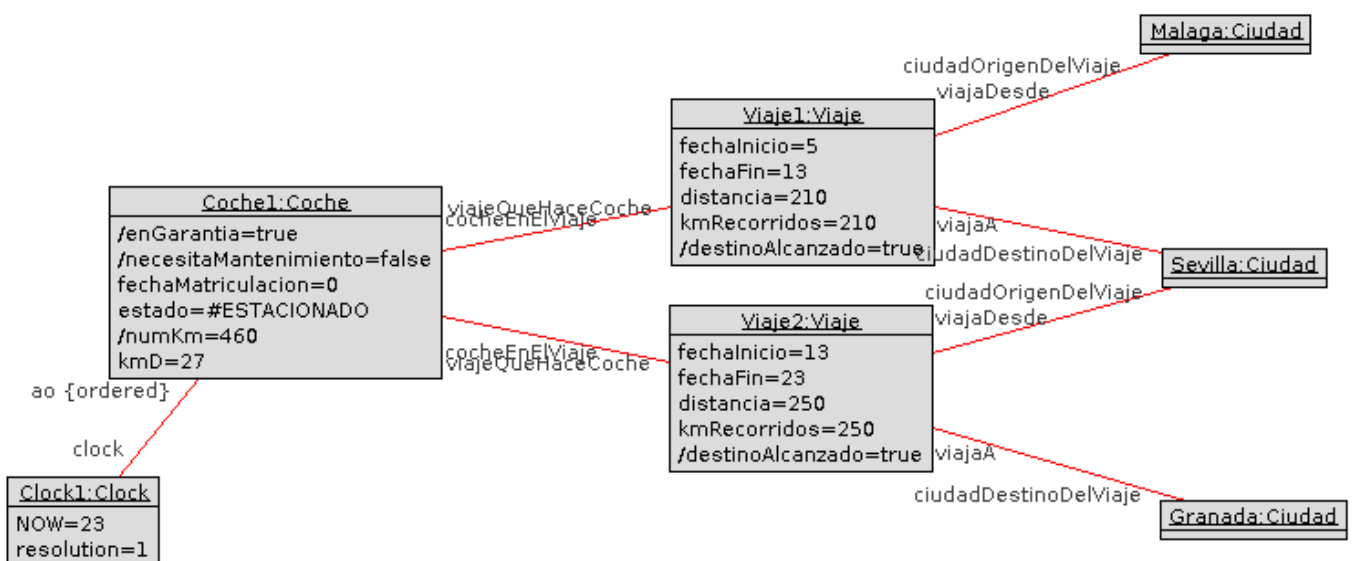 Malaga:Ciudad
ciudadOrigenDelViaje
viajaDesde
Viaje1:Viaje
fechaInicio=5
fechaFin=13
distancia=210
kmRecorridos=210
/destinoAlcanzado=true
viajaA
ciudadDestinoDelViaje
Sevilla:Ciudad
Coche1:Coche
/enGarantia=true
/necesitaMantenimiento=false
fechaMatriculacion=0
estado=#ESTACIONADO
/numKm=460
kmD=27
viajeQueHaceCoche
cocheEnElViaje
ciudadOrigenDelViaje
viajaDesde
Viaje2:Viaje
fechaInicio=13
fechaFin=23
distancia=250
kmRecorridos=250
/destinoAlcanzado=true
cocheEnElViaje
viajeQueHaceCoche
viajaA
ciudadDestinoDelViaje
Granada:Ciudad
ao {ordered}
clock
Clock1:Clock
NOW=23
resolution=1